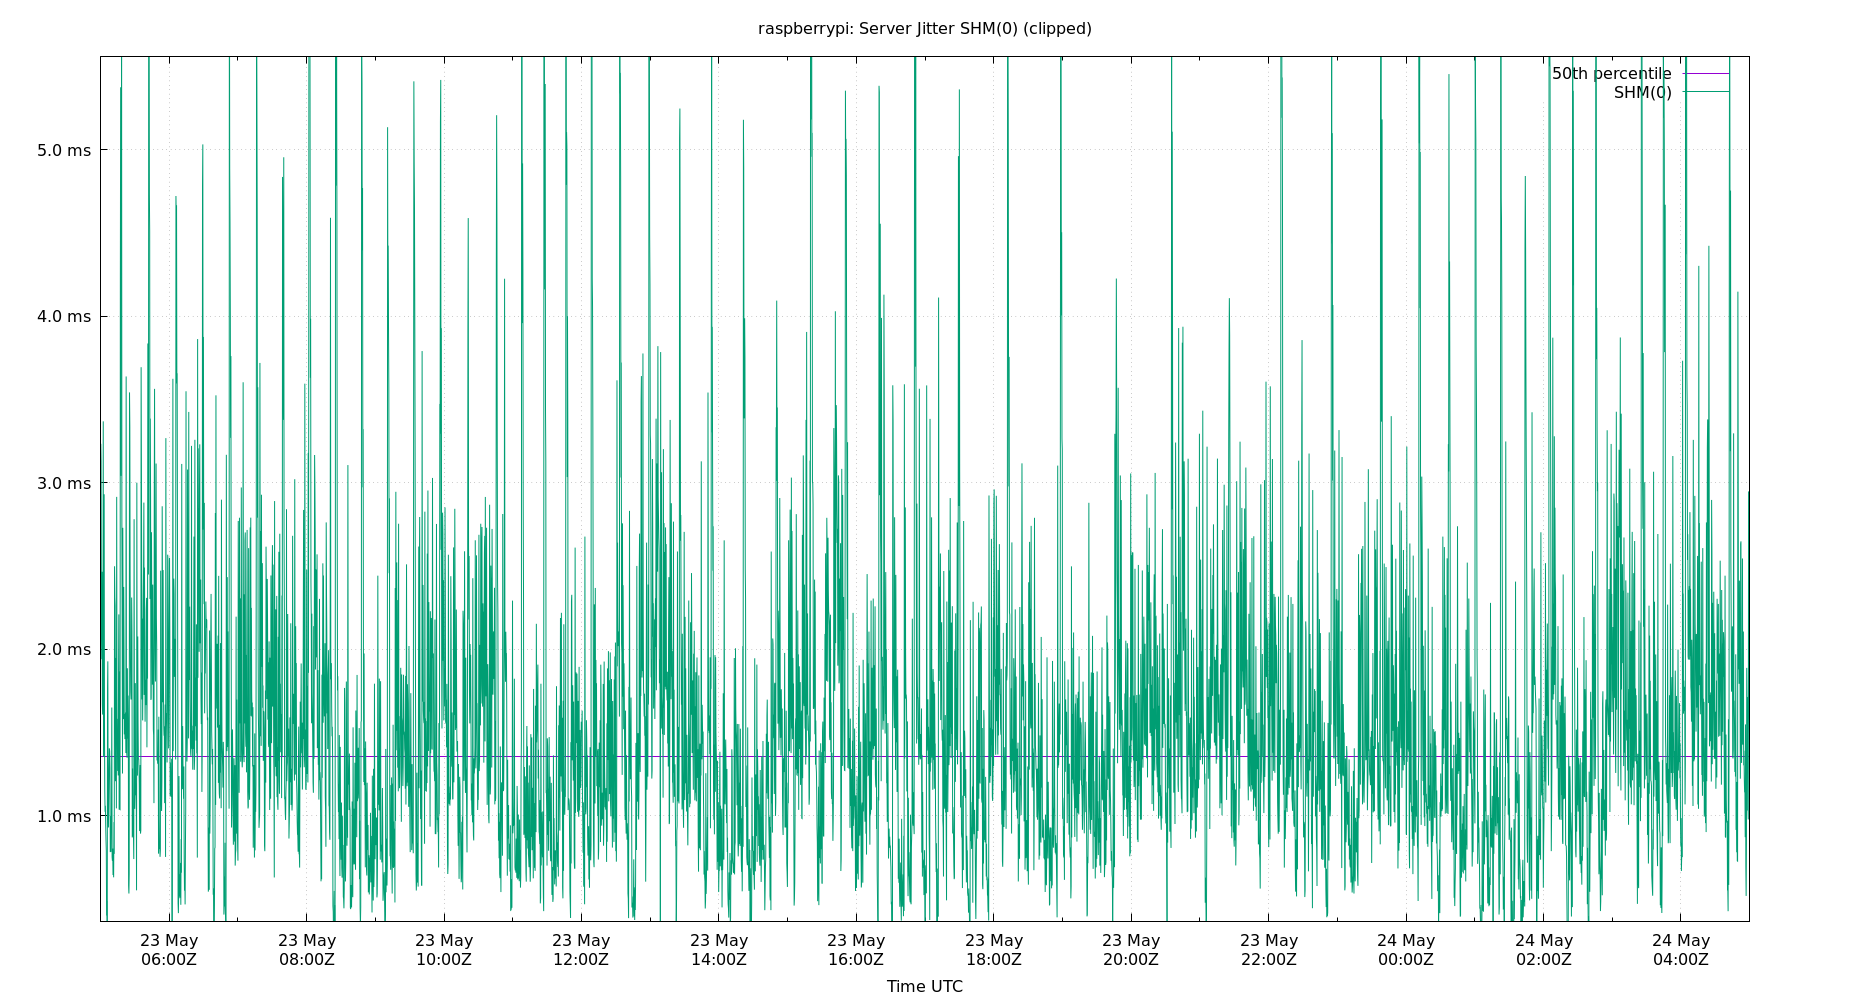 raspberrypi: Server Jitter SHM(0) (clipped)
50th percentile
SHM(0)
5.0 ms
4.0 ms
3.0 ms
2.0 ms
1.0 ms
23 May 23 May 23 May 23 May 23 May 23 May 23 May 23 May 23 May 24 May 24 May 24 May
06:00Z 08:00Z 10:00Z 12:00Z 14:00Z 16:00Z 18:00Z 20:00Z 22:00Z 00:00Z 02:00Z 04:00Z
Time UTC